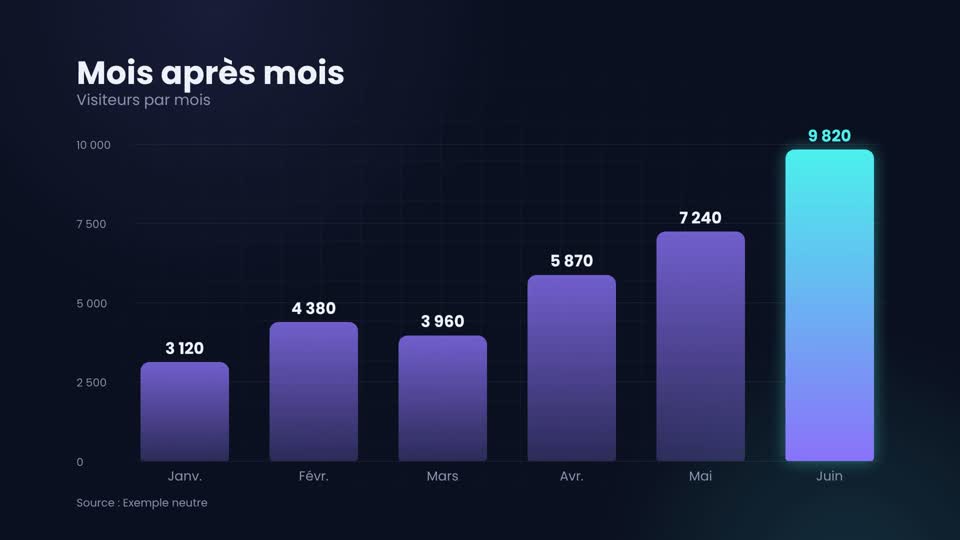 Mois après mois
Visiteurs par mois
10 000
7 500
5 000
2 500
0
3 120
4 380
3 960
5 870
7 240
9 820
Janv.
Févr.
Mars
Avr.
Mai
Juin
Source : Exemple neutre